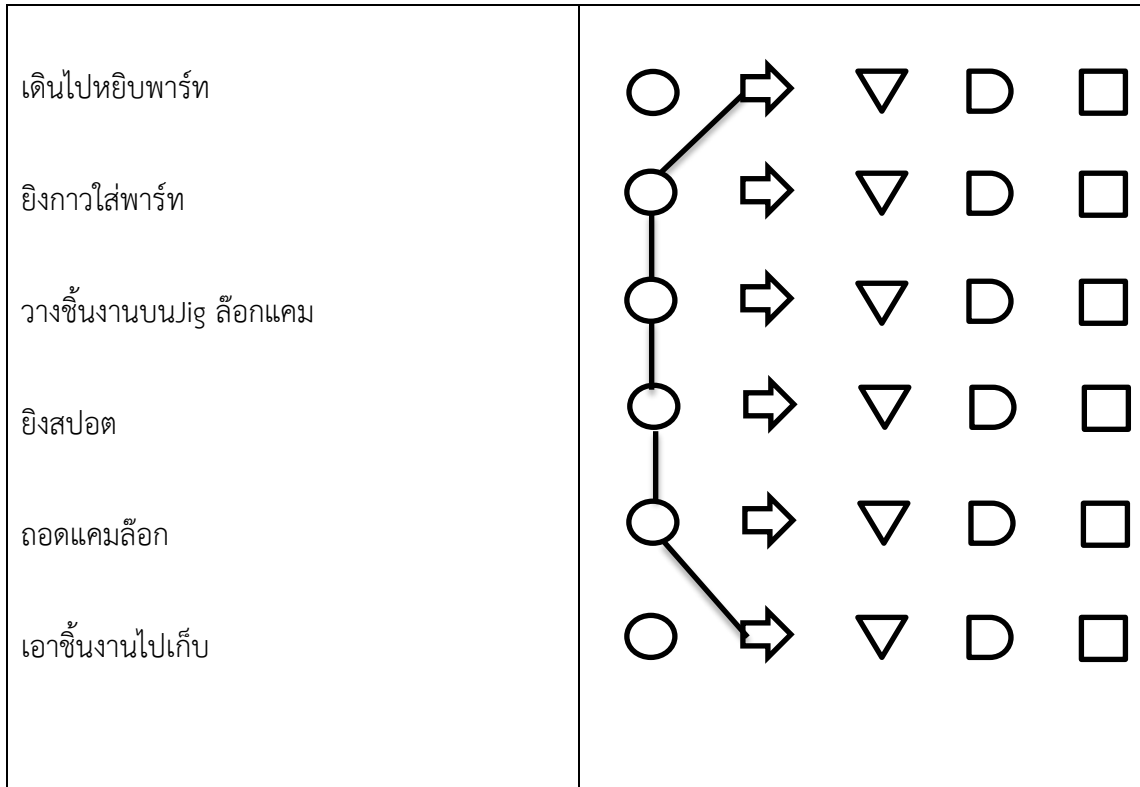 เดินไปหยิบพาร์ท
ยิงกาวใส่พาร์ท
วางชิ้นงานบนJig ล๊อกแคม
ยิงสปอต
ถอดแคมล๊อก
เอาชิ้นงานไปเก็บ